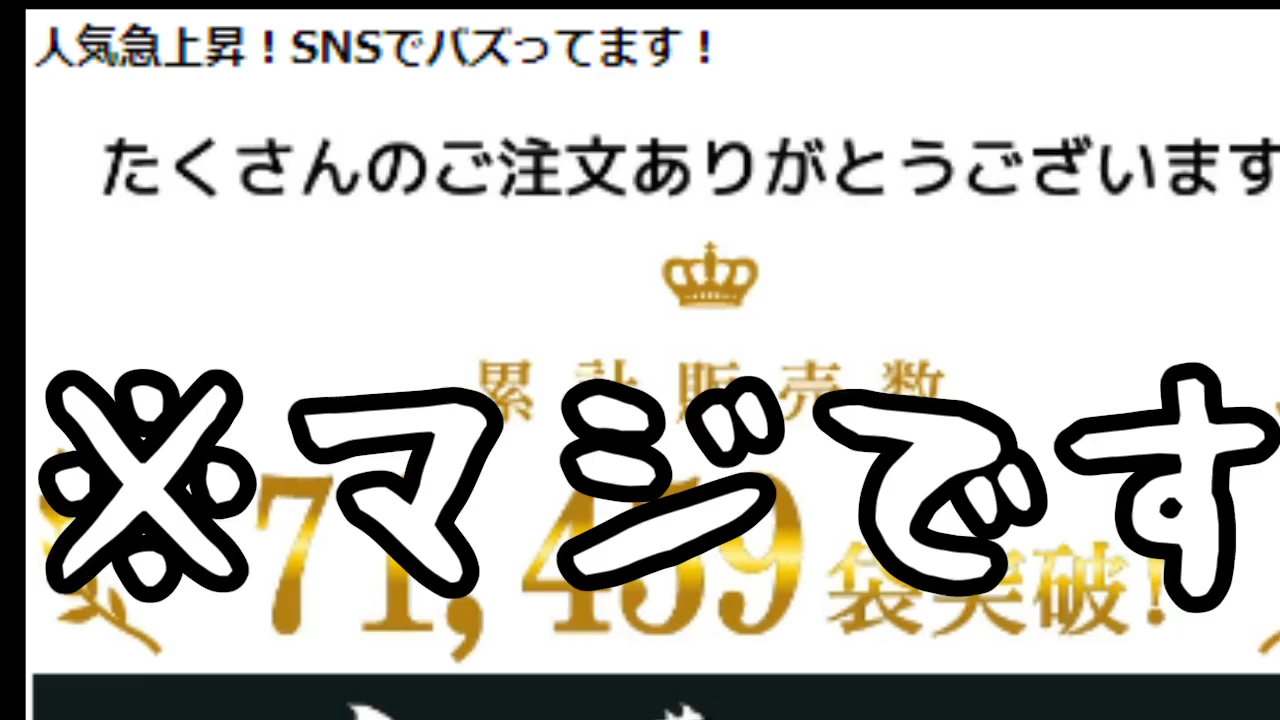 人気急上昇！SNSでバズってます！
たくさんのご注文ありがとうございます
累計販売数
※マジです
71,459
袋突破!